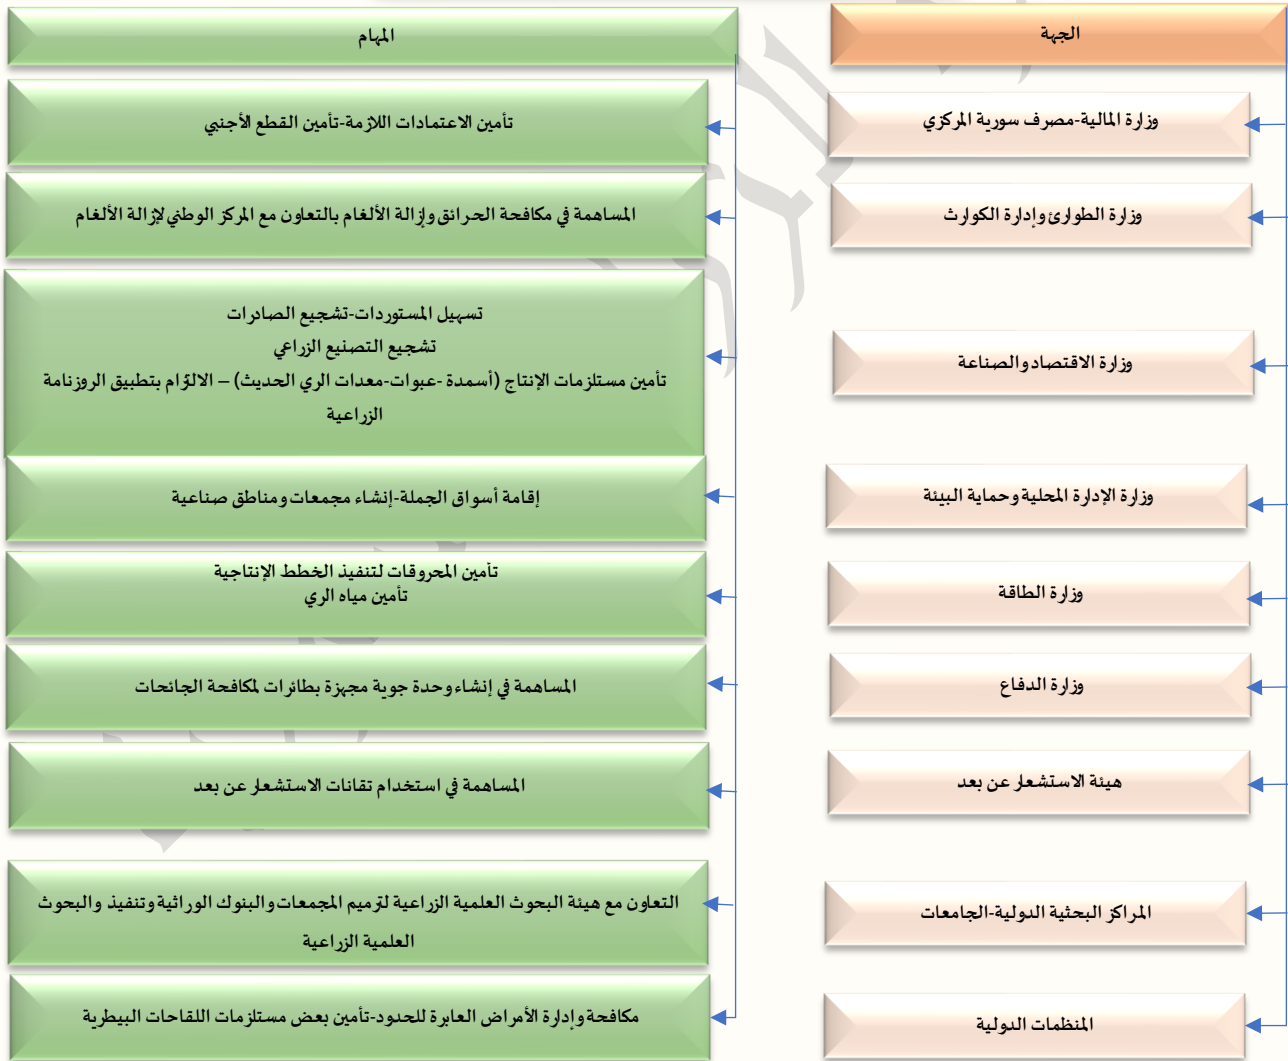 الجهة
المهام
وزارة المالية-مصرف سورية المركزي
تأمين الاعتمادات اللازمة-تأمين القطع الأجنبي
وزارة الطوارئ وإدارة الكوارث
المساهمة في مكافحة الحرائق وإزالة الألغام بالتعاون مع المركز الوطني لإزالة الألغام
وزارة الاقتصاد والصناعة
تسهيل المستوردات-تشجيع الصادرات
تشجيع التصنيع الزراعي
تأمين مستلزمات الإنتاج (أسمدة -عبوات-معدات الري الحديث) – الالتزام بتطبيق الروزنامة
الزراعية
وزارة الإدارة المحلية وحماية البيئة
إقامة أسواق الجملة-إنشاء مجمعات ومناطق صناعية
وزارة الطاقة
تأمين المحروقات لتنفيذ الخطط الإنتاجية
تأمين مياه الري
وزارة الدفاع
المساهمة في إنشاء وحدة جوية مجهزة بطائرات لمكافحة الجائحات
هيئة الاستشعار عن بعد
المساهمة في استخدام تقانات الاستشعار عن بعد
المراكز البحثية الدولية-الجامعات
التعاون مع هيئة البحوث العلمية الزراعية لترميم المجمعات والبنوك الوراثية وتنفيذ والبحوث
العلمية الزراعية
المنظمات الدولية
مكافحة وإدارة الأمراض العابرة للحدود-تأمين بعض مستلزمات اللقاحات البيطرية